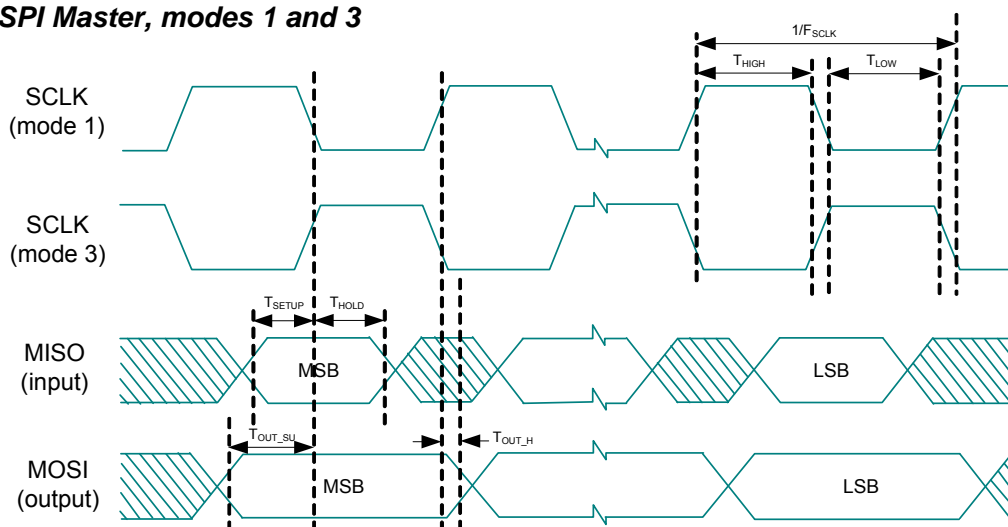 SPI Master, modes 1 and 3
1/FSCLK
THIGH
TLOW
SCLK
(mode 1)
SCLK
(mode 3)
TSETUP
THOLD
MISO
(input)
MSB
LSB
TOUT_SU
TOUT_H
MOSI
(output)
MSB
LSB